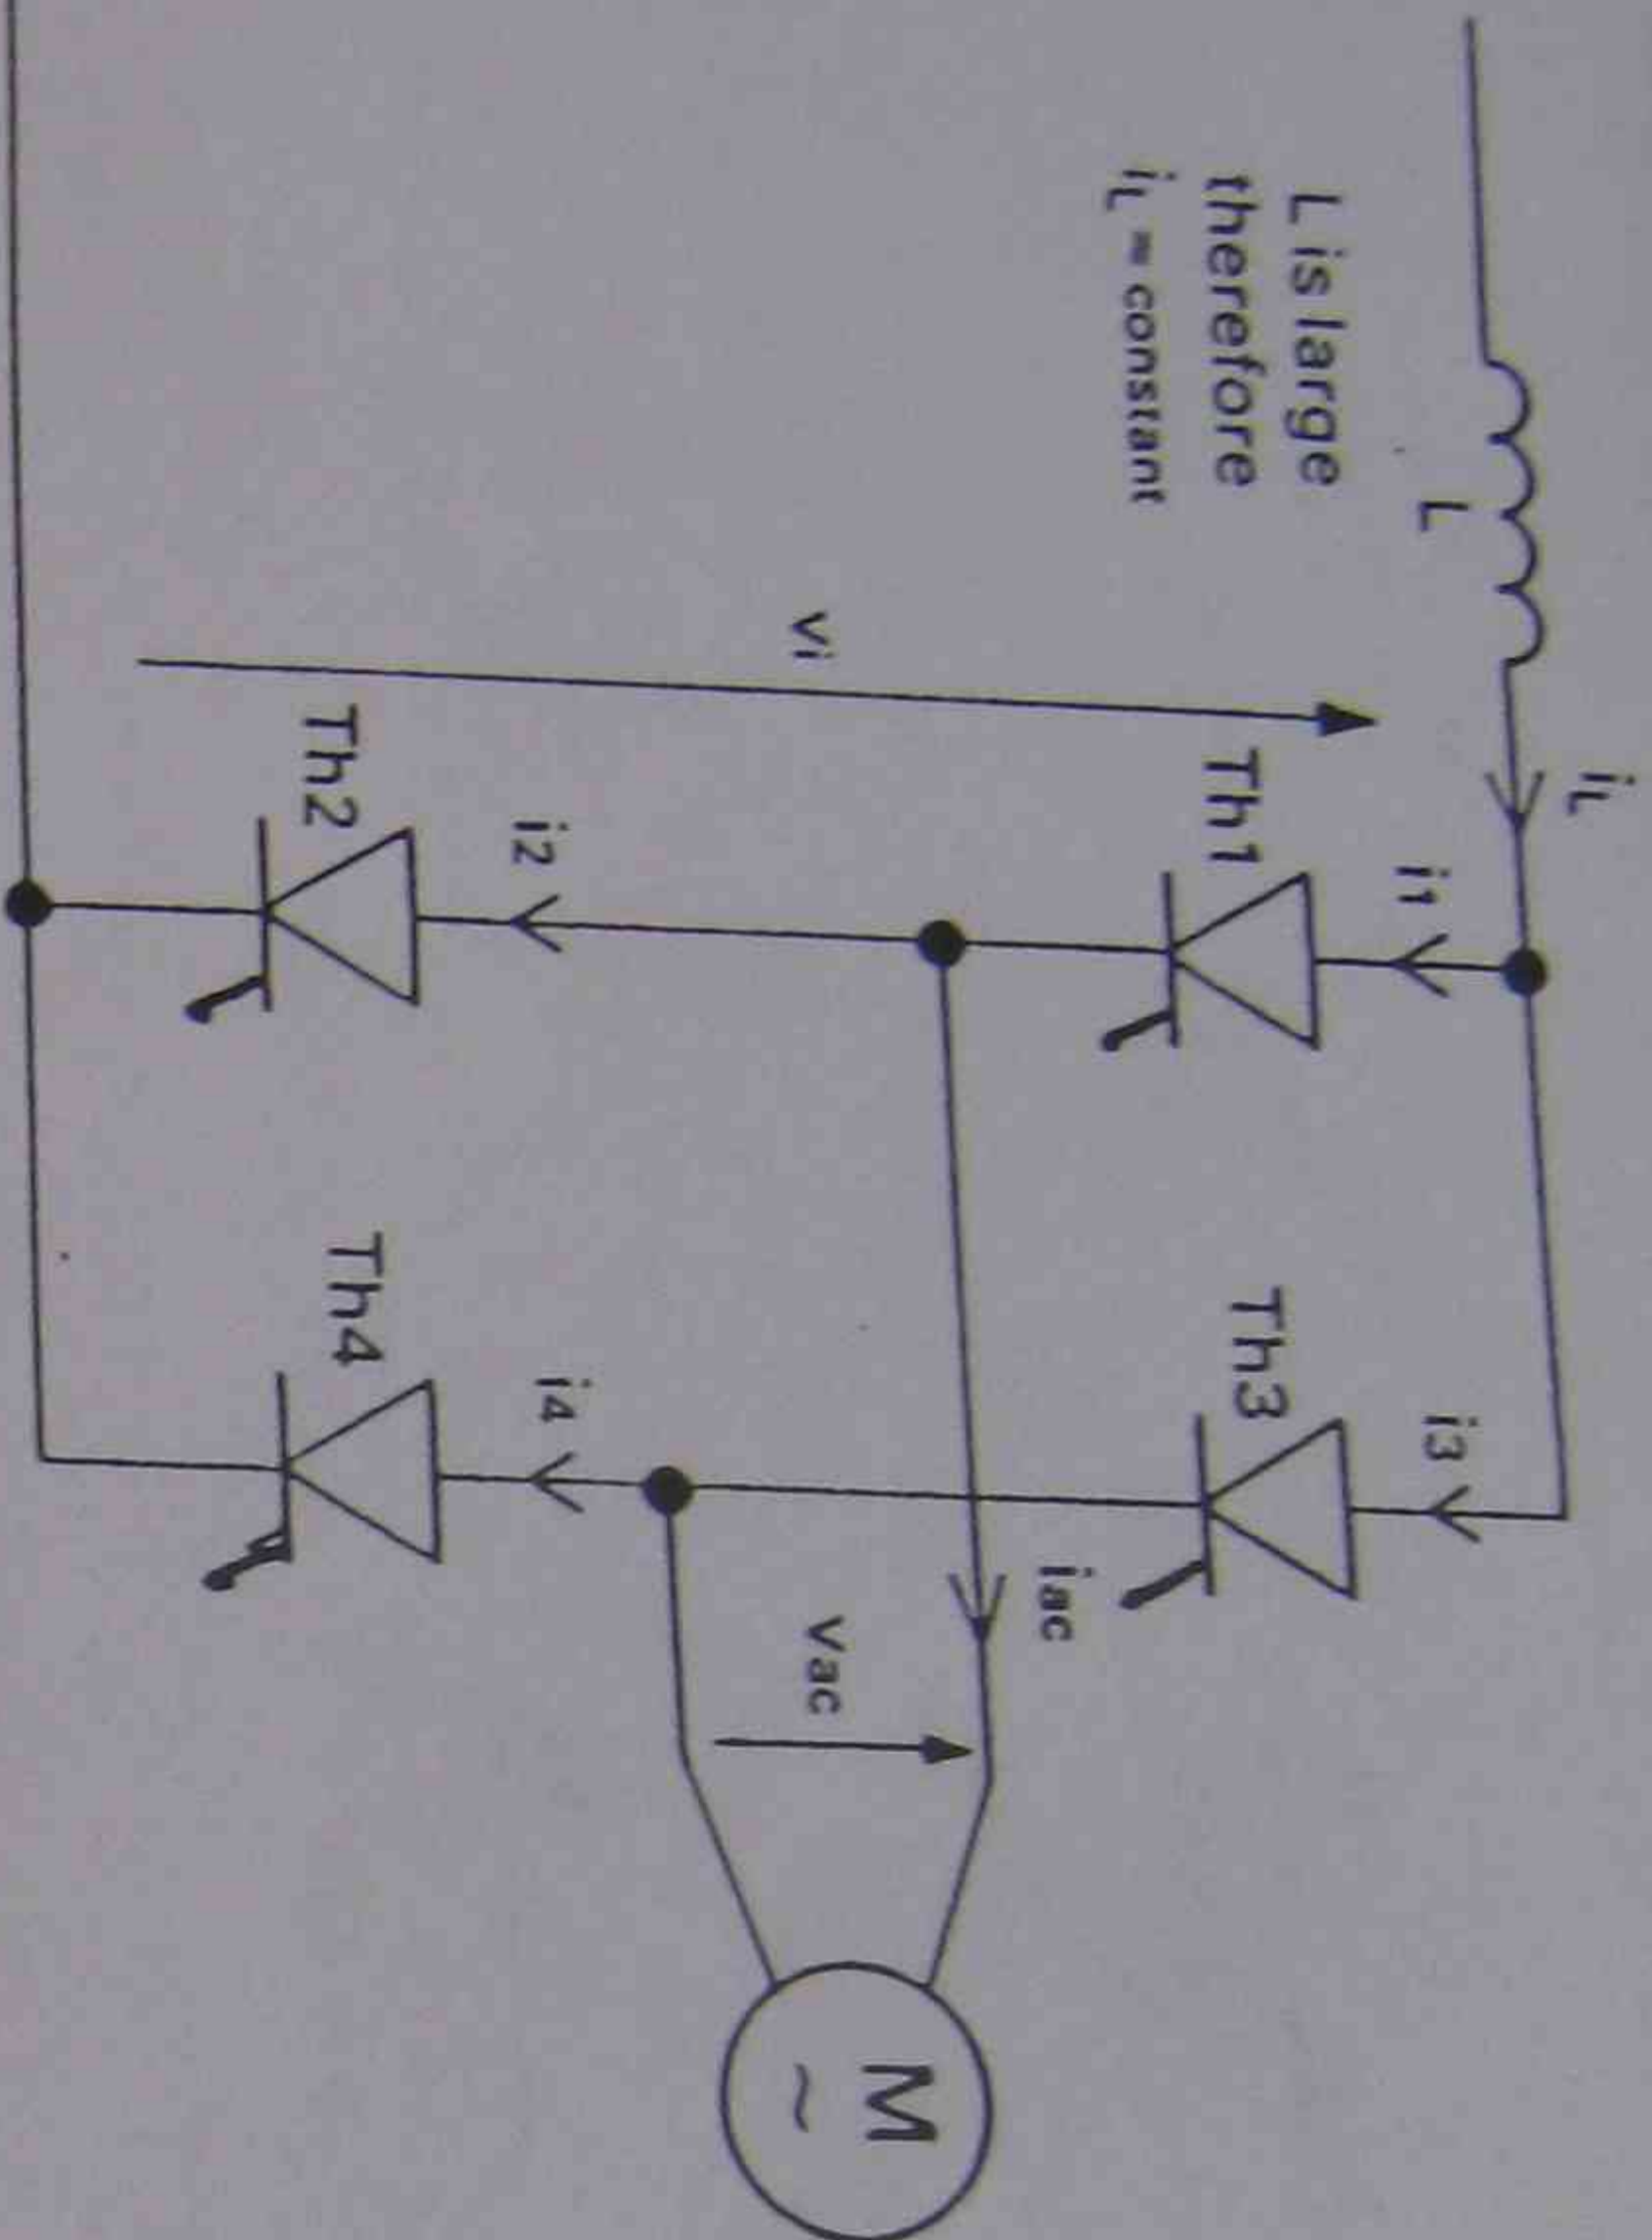 L
iL
L is large
therefore
iL = constant
i1
i3
Th1
Th3
iac
vi
vac
M
~
i2
i4
Th2
Th4